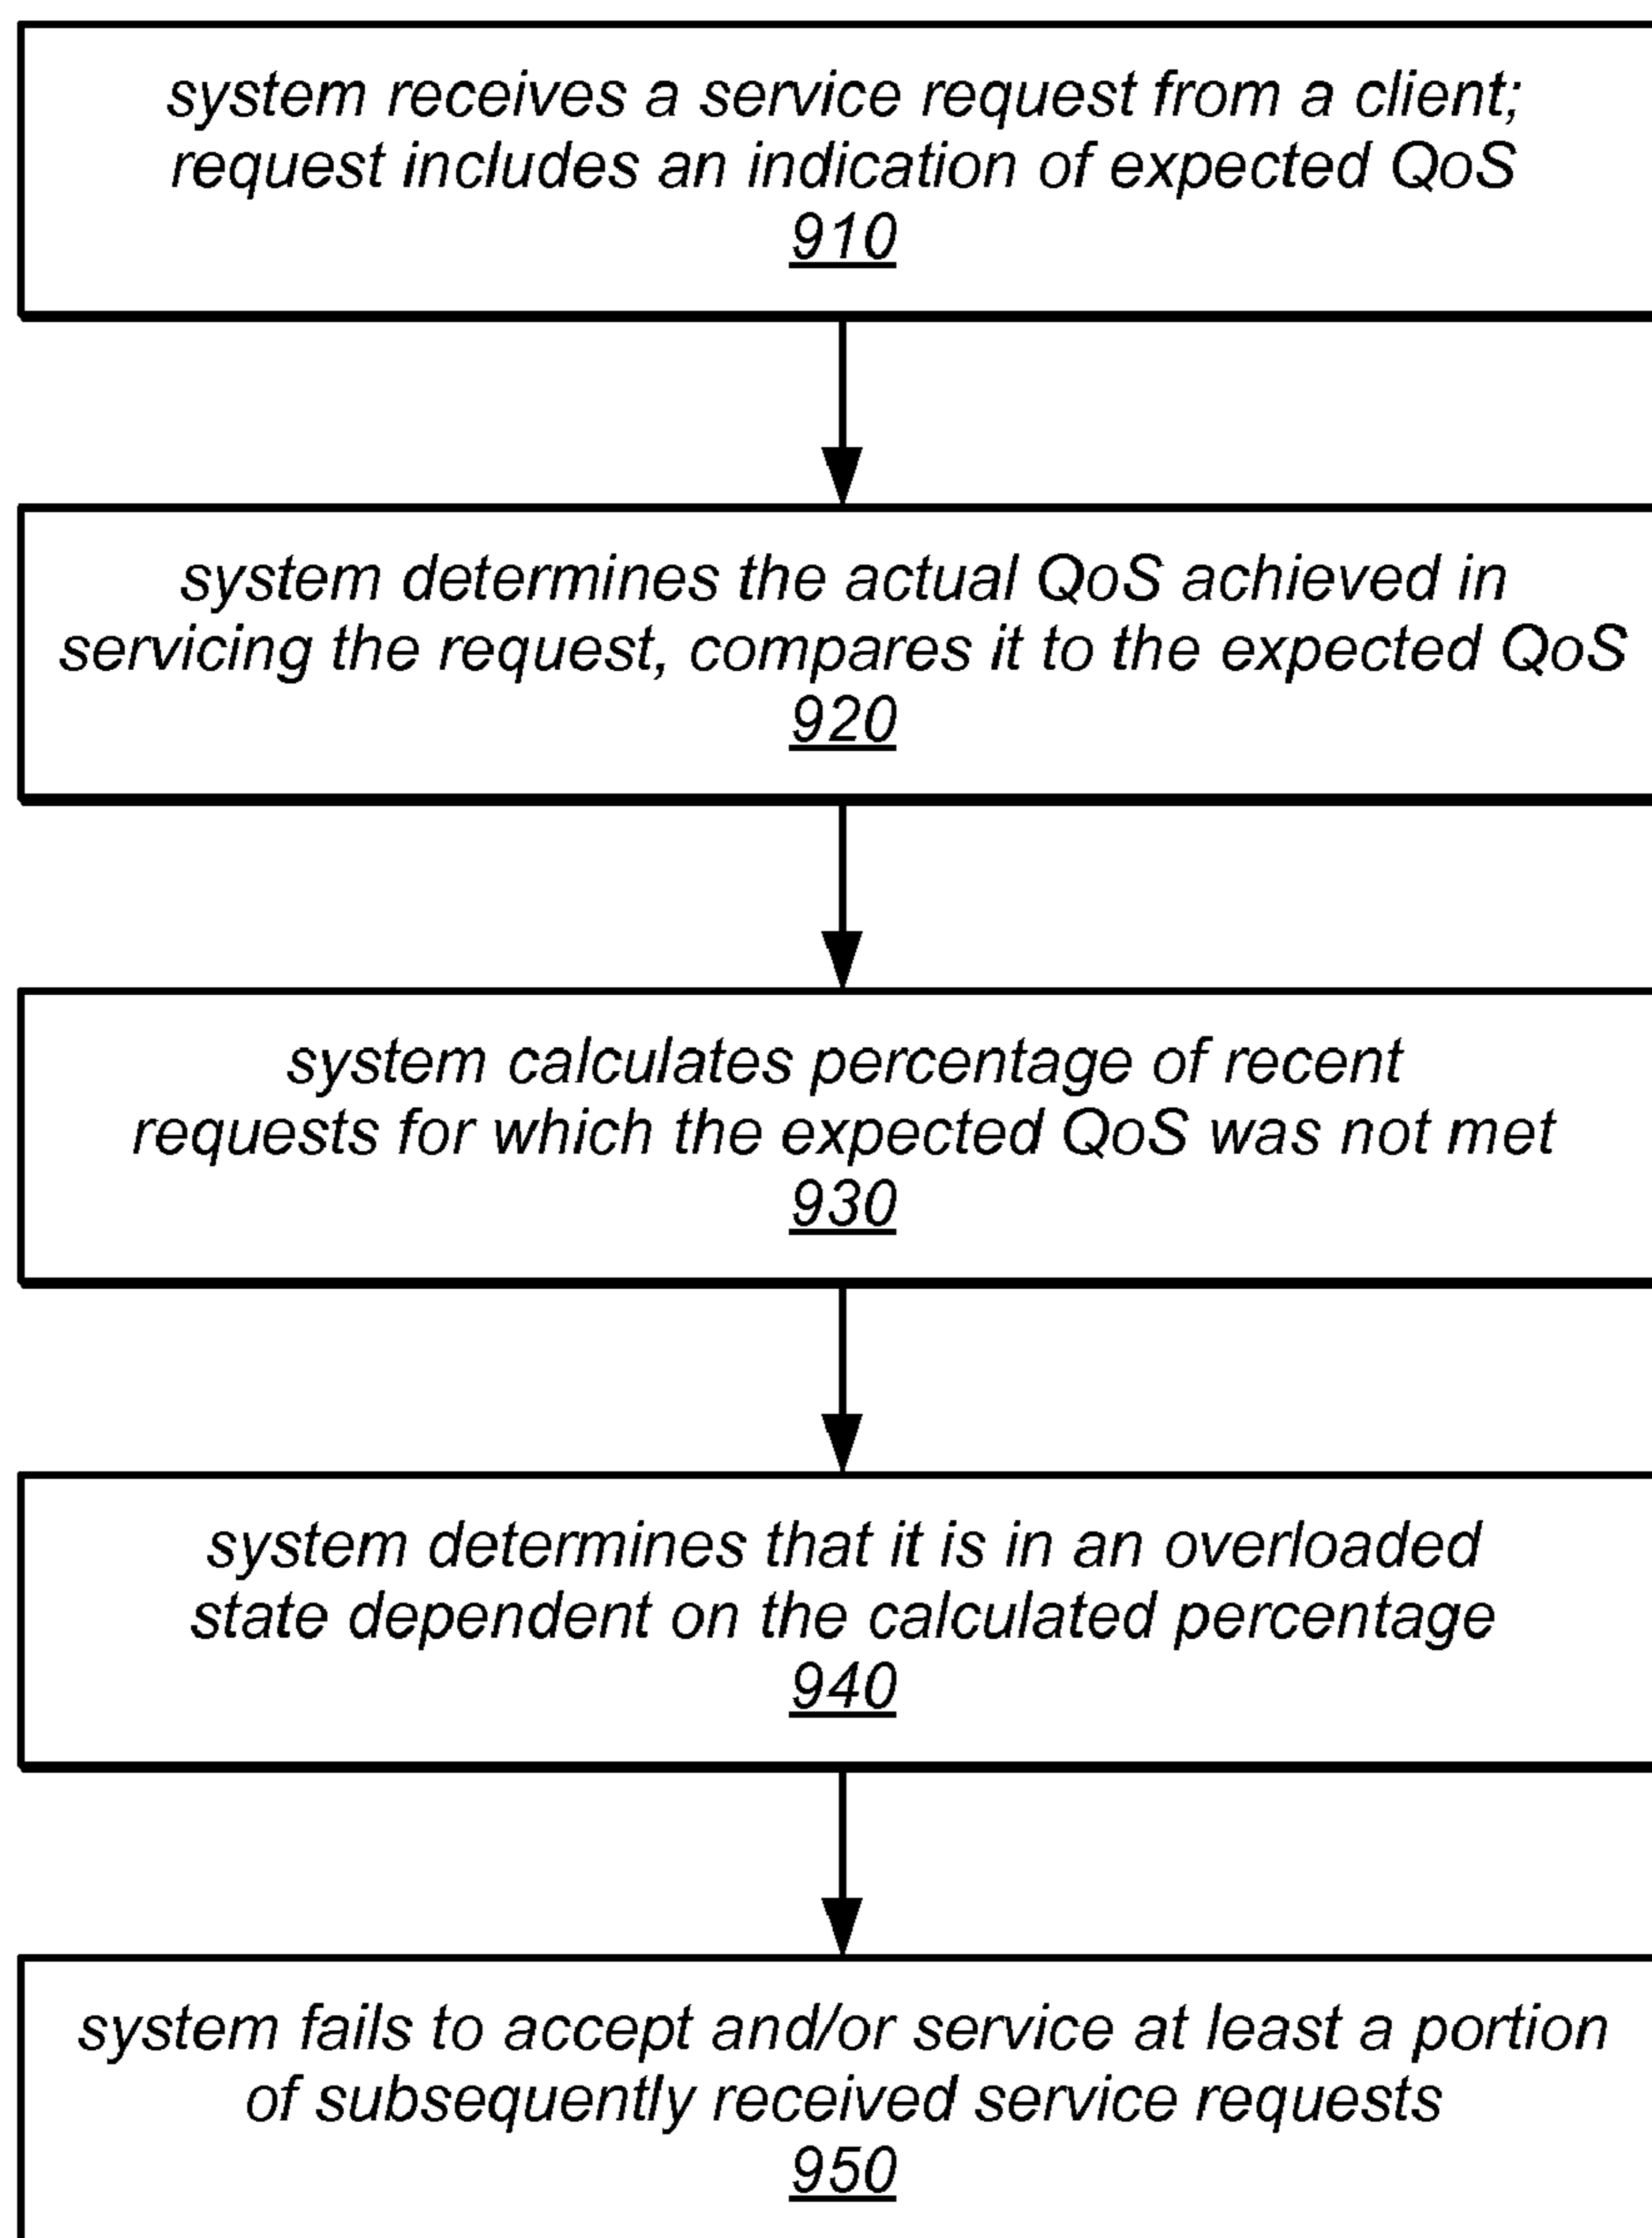 system receives a service request from a client;
request includes an indication of expected QoS
910
system determines the actual QoS achieved in
servicing the request, compares it to the expected QoS
920
system calculates percentage of recent
requests for which the expected QoS was not met
930
system determines that it is in an overloaded
state dependent on the calculated percentage
940
system fails to accept and/or service at least a portion
of subsequently received service requests
950